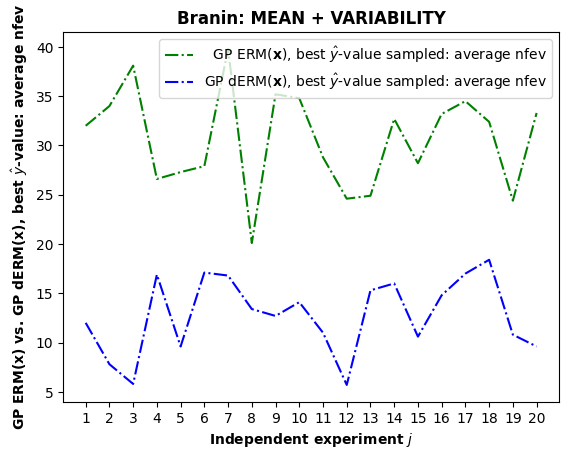 Branin: MEAN + VARIABILITY
GP ERM(x), best ŷ-value sampled: average nfev
GP dERM(x), best ŷ-value sampled: average nfev
GP ERM(x) vs. GP dERM(x), best ŷ-value: average nfev
40
35
30
25
20
15
10
5
1 2 3 4 5 6 7 8 9 10 11 12 13 14 15 16 17 18 19 20
Independent experiment j